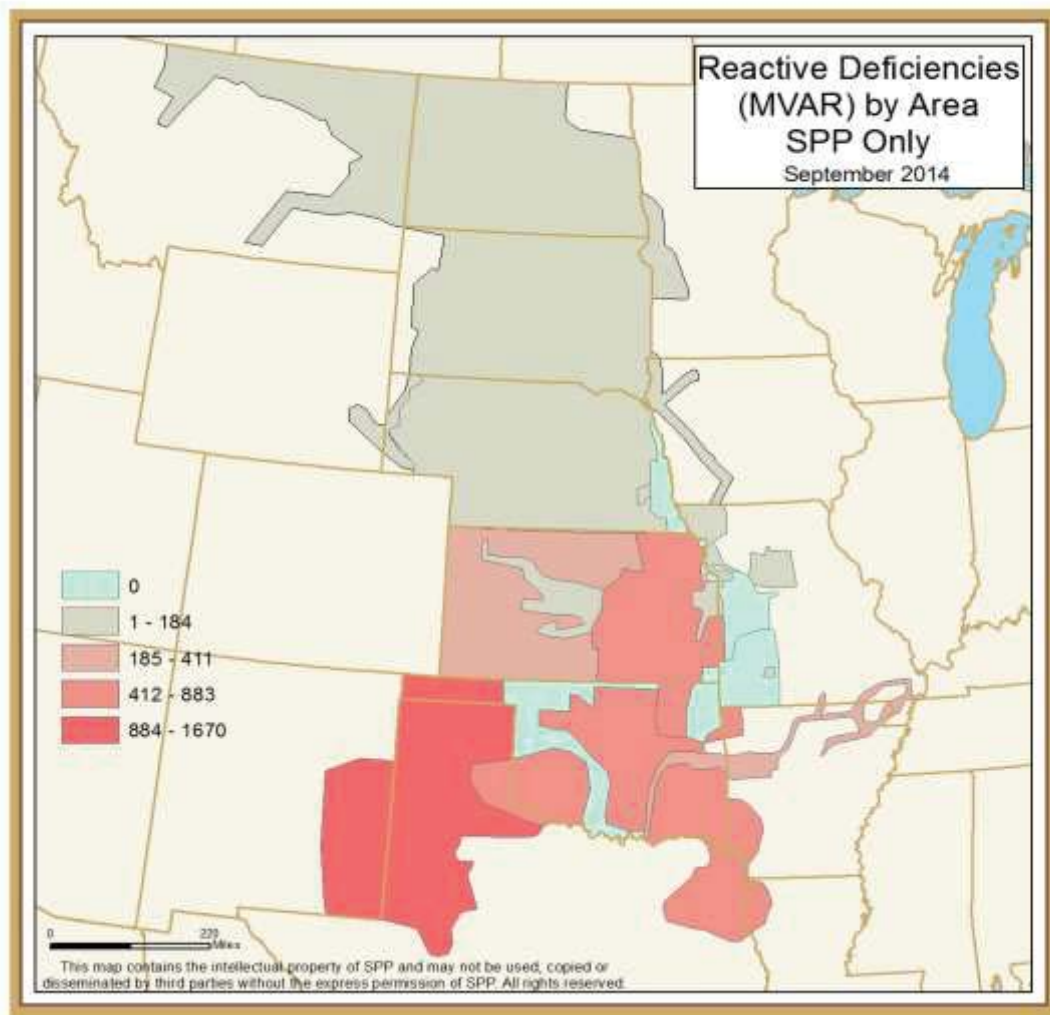 Reactive Deficiencies
(MVAR) by Area
SPP Only
September 2014
0
1 - 184
185 - 411
412 - 883
884 - 1670
0 220
Miles
This map contains the intellectual property of SPP and may not be used, copied or
disseminated by third parties without the express permission of SPP. All rights reserved.